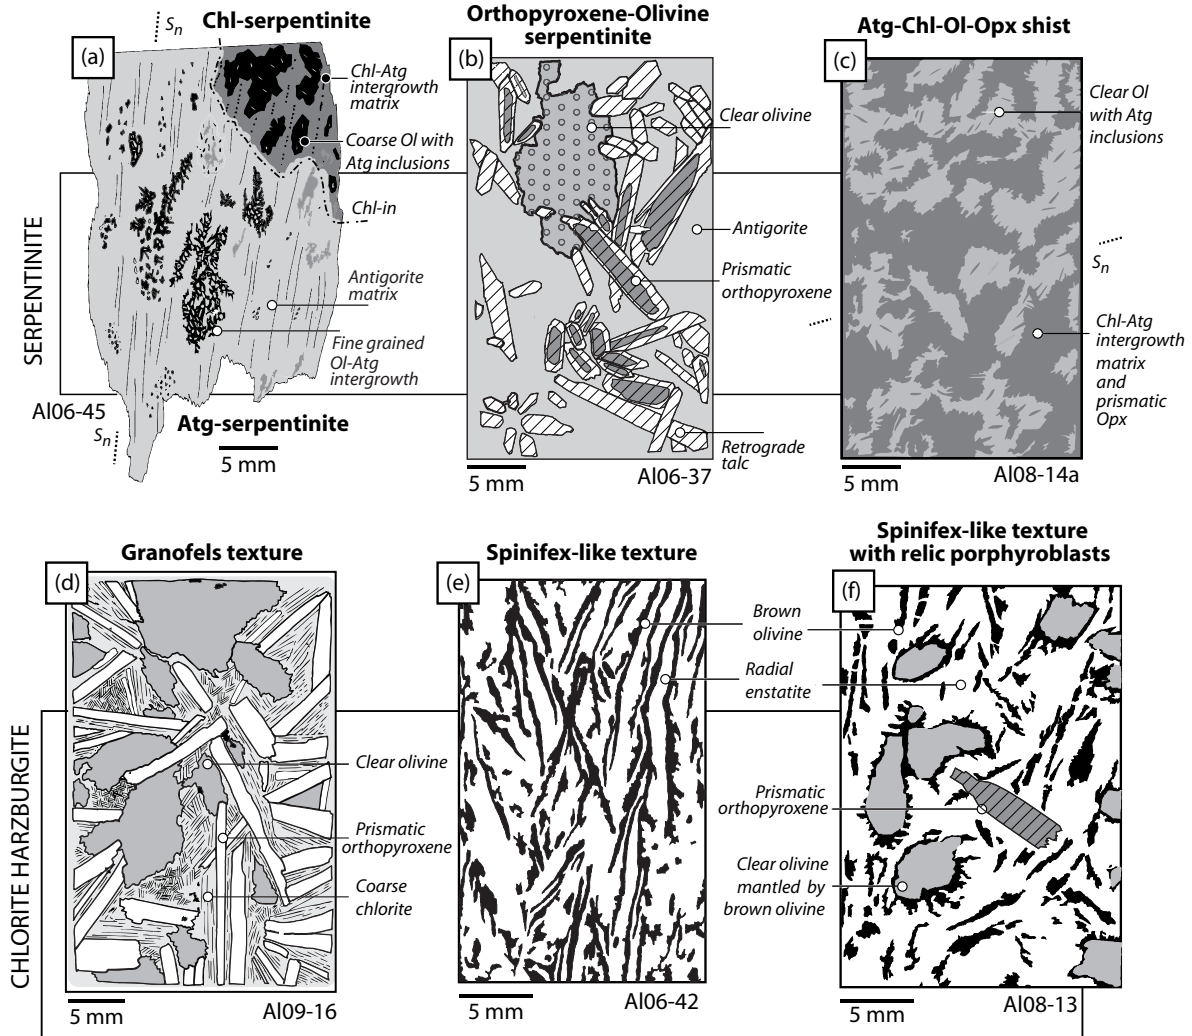 Chl-serpentinite
Sn
(a)
Chl-Atg
intergrowth
matrix
Coarse Ol with
Atg inclusions
Chl-in
Antigorite
matrix
Fine grained
Ol-Atg
intergrowth
Al06-45
Sn
Atg-serpentinite
5 mm
Orthopyroxene-Olivine
serpentinite
(b)
Clear olivine
Antigorite
Prismatic
orthopyroxene
Retrograde
talc
5 mm
Al06-37
Atg-Chl-Ol-Opx shist
(c)
Clear Ol
with Atg
inclusions
Sn
Chl-Atg
intergrowth
matrix
and
prismatic
Opx
5 mm
Al08-14a
SERPENTINITE
Granofels texture
(d)
Clear olivine
Prismatic
orthopyroxene
Coarse
chlorite
5 mm
Al09-16
Spinifex-like texture
(e)
Brown
olivine
Radial
enstatite
5 mm
Al06-42
Spinifex-like texture
with relic porphyroblasts
(f)
Prismatic
orthopyroxene
Clear olivine
mantled by
brown olivine
5 mm
Al08-13
CHLORITE HARZBURGITE